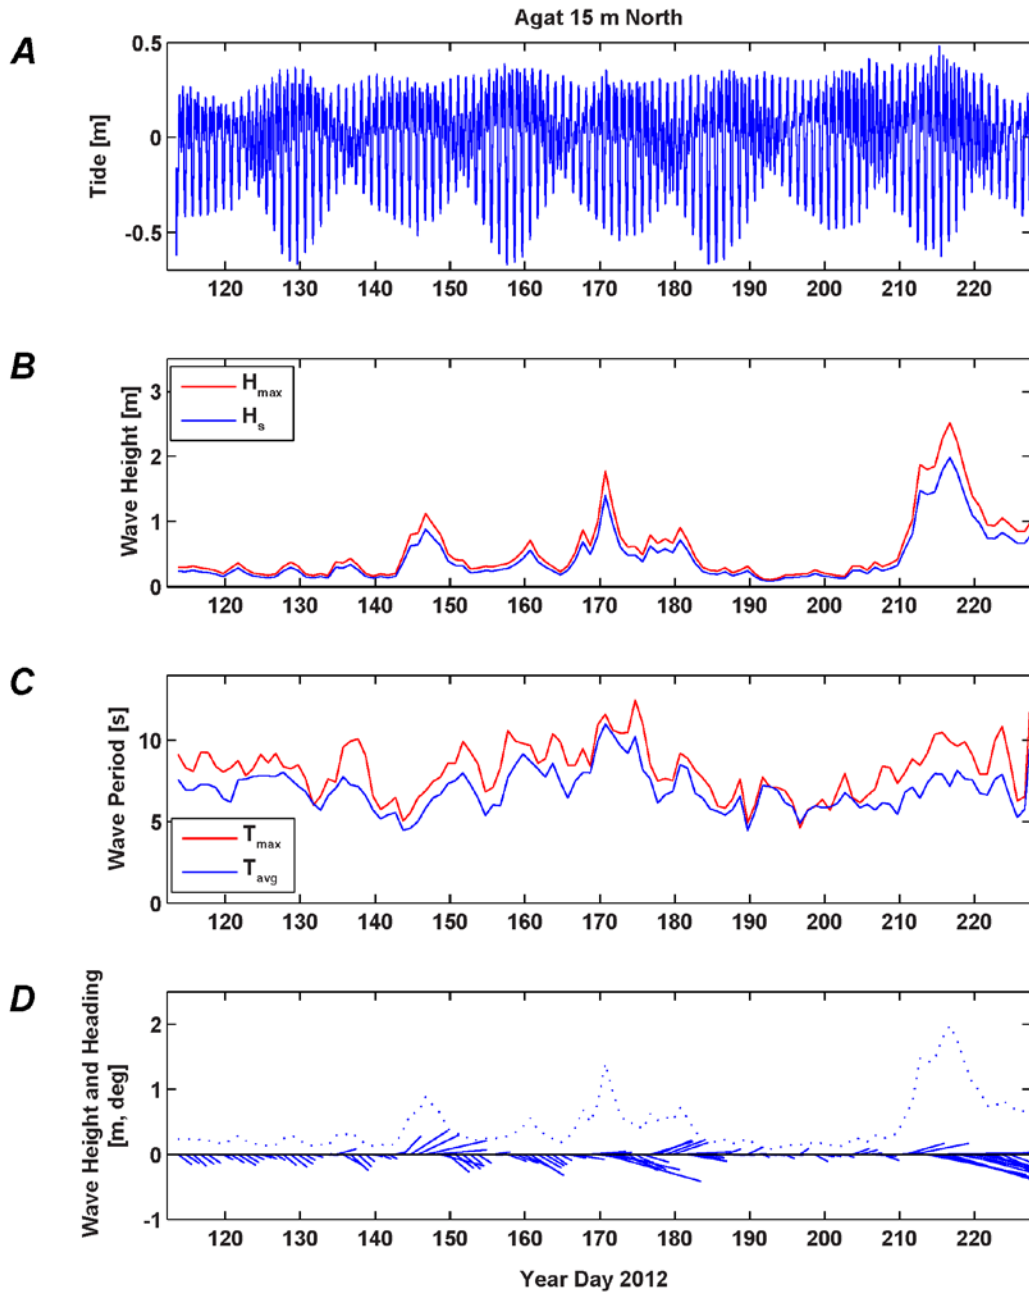 Agat 15 m North
A
Tide [m]
0.5
0
-0.5
120 130 140 150 160 170 180 190 200 210 220
B
Wave Height [m]
3
2
1
0
H max
H s
120 130 140 150 160 170 180 190 200 210 220
C
Wave Period [s]
10
5
0
T max
T avg
120 130 140 150 160 170 180 190 200 210 220
D
Wave Height and Heading
[m, deg]
2
1
0
-1
120 130 140 150 160 170 180 190 200 210 220
Year Day 2012